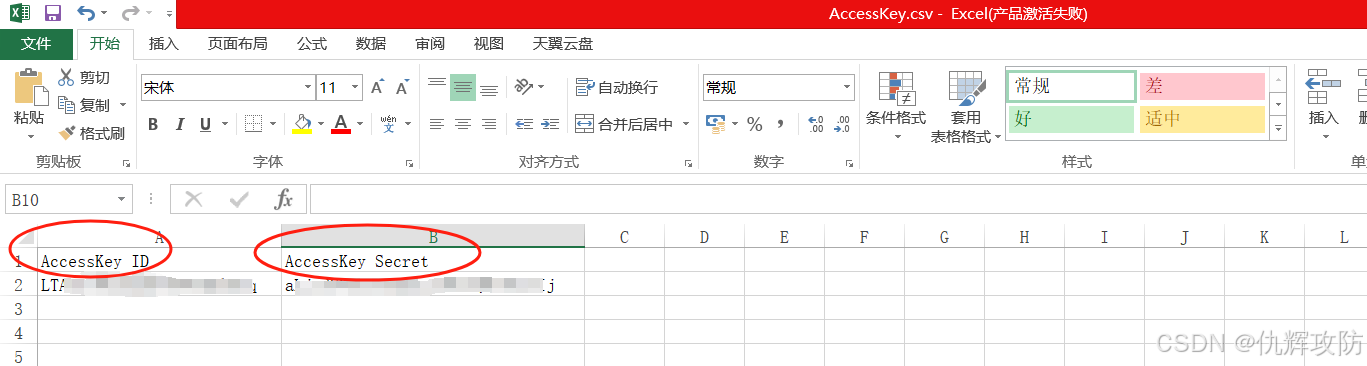 AccessKey.csv - Excel(产品激活失败)
文件 开始 插入 页面布局 公式 数据 审阅 视图 天翼云盘
粘贴 剪切 复制 格式刷
宋体 11 A A
B I U A wén 文
自动换行
合并后居中
常规
% , .0 .00 .00 .0
条件格式 套用 表格格式
常规 差
好 适中
插入
剪贴板 字体 对齐方式 数字 样式
B10 fx
A B C D E F G H I J K L
1 AccessKey ID AccessKey Secret
2 LTA
3
4
5
CSDN @仇辉攻防